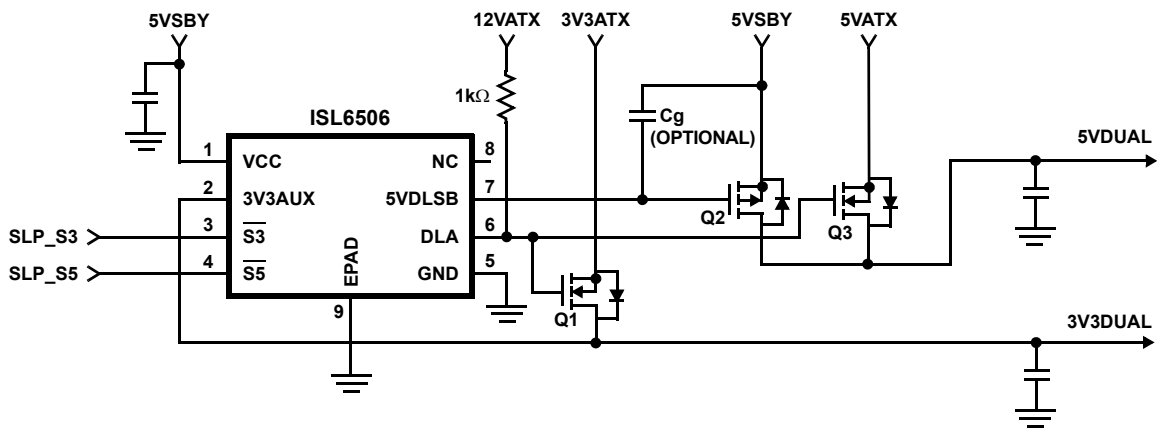 5VSBY
12VATX
3V3ATX
5VSBY
5VATX
1kΩ
Cg
(OPTIONAL)
ISL6506
1
VCC
NC
8
5VDUAL
2
3V3AUX
5VDLSB
7
Q2
Q3
SLP_S3
3
S3
DLA
6
SLP_S5
4
S5
EPAD
GND
5
9
Q1
3V3DUAL